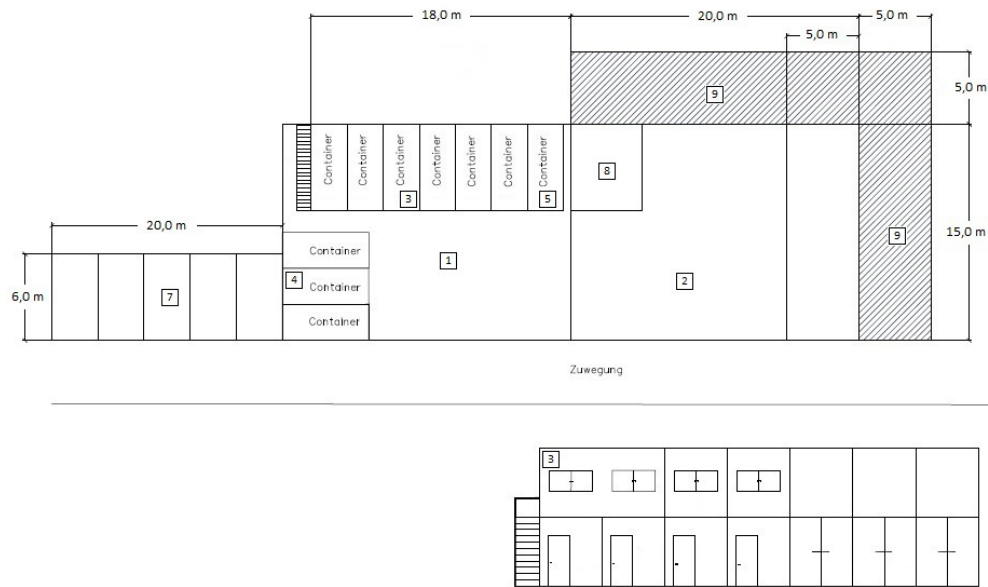 18,0 m
20,0 m
5,0 m
5,0 m
5,0 m
9
Container
Container
Container
Container
Container
Container
Container
3
5
8
20,0 m
15,0 m
9
Container
1
4
Container
2
6,0 m
7
Container
Zuwegung
3